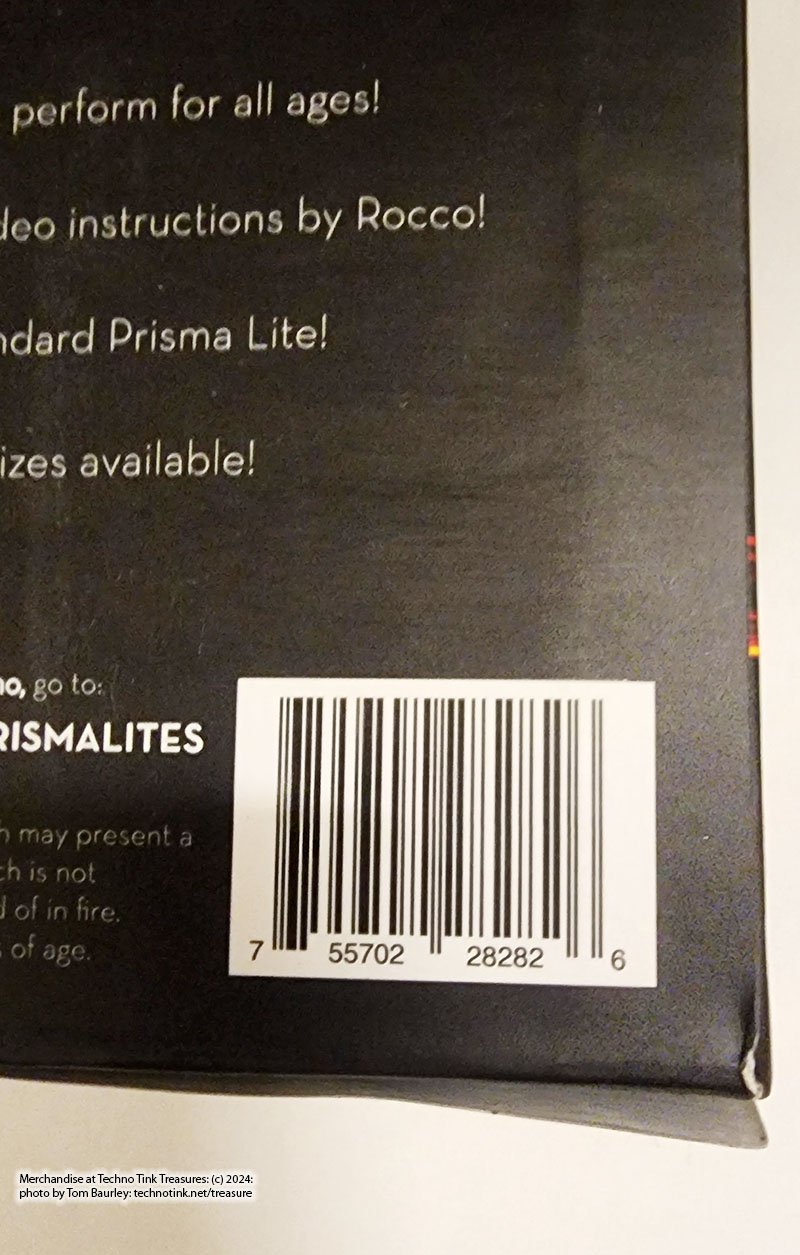 perform for all ages!
deo instructions by Rocco!
ndard Prisma Lite!
izes available!
no, go to:
RISMALITES
h may present a
ch is not
d of in fire.
s of age.
7 55702 28282 6
Merchandise at Techno Tink Treasures: (c) 2024:
photo by Tom Baurley: technotink.net/treasure